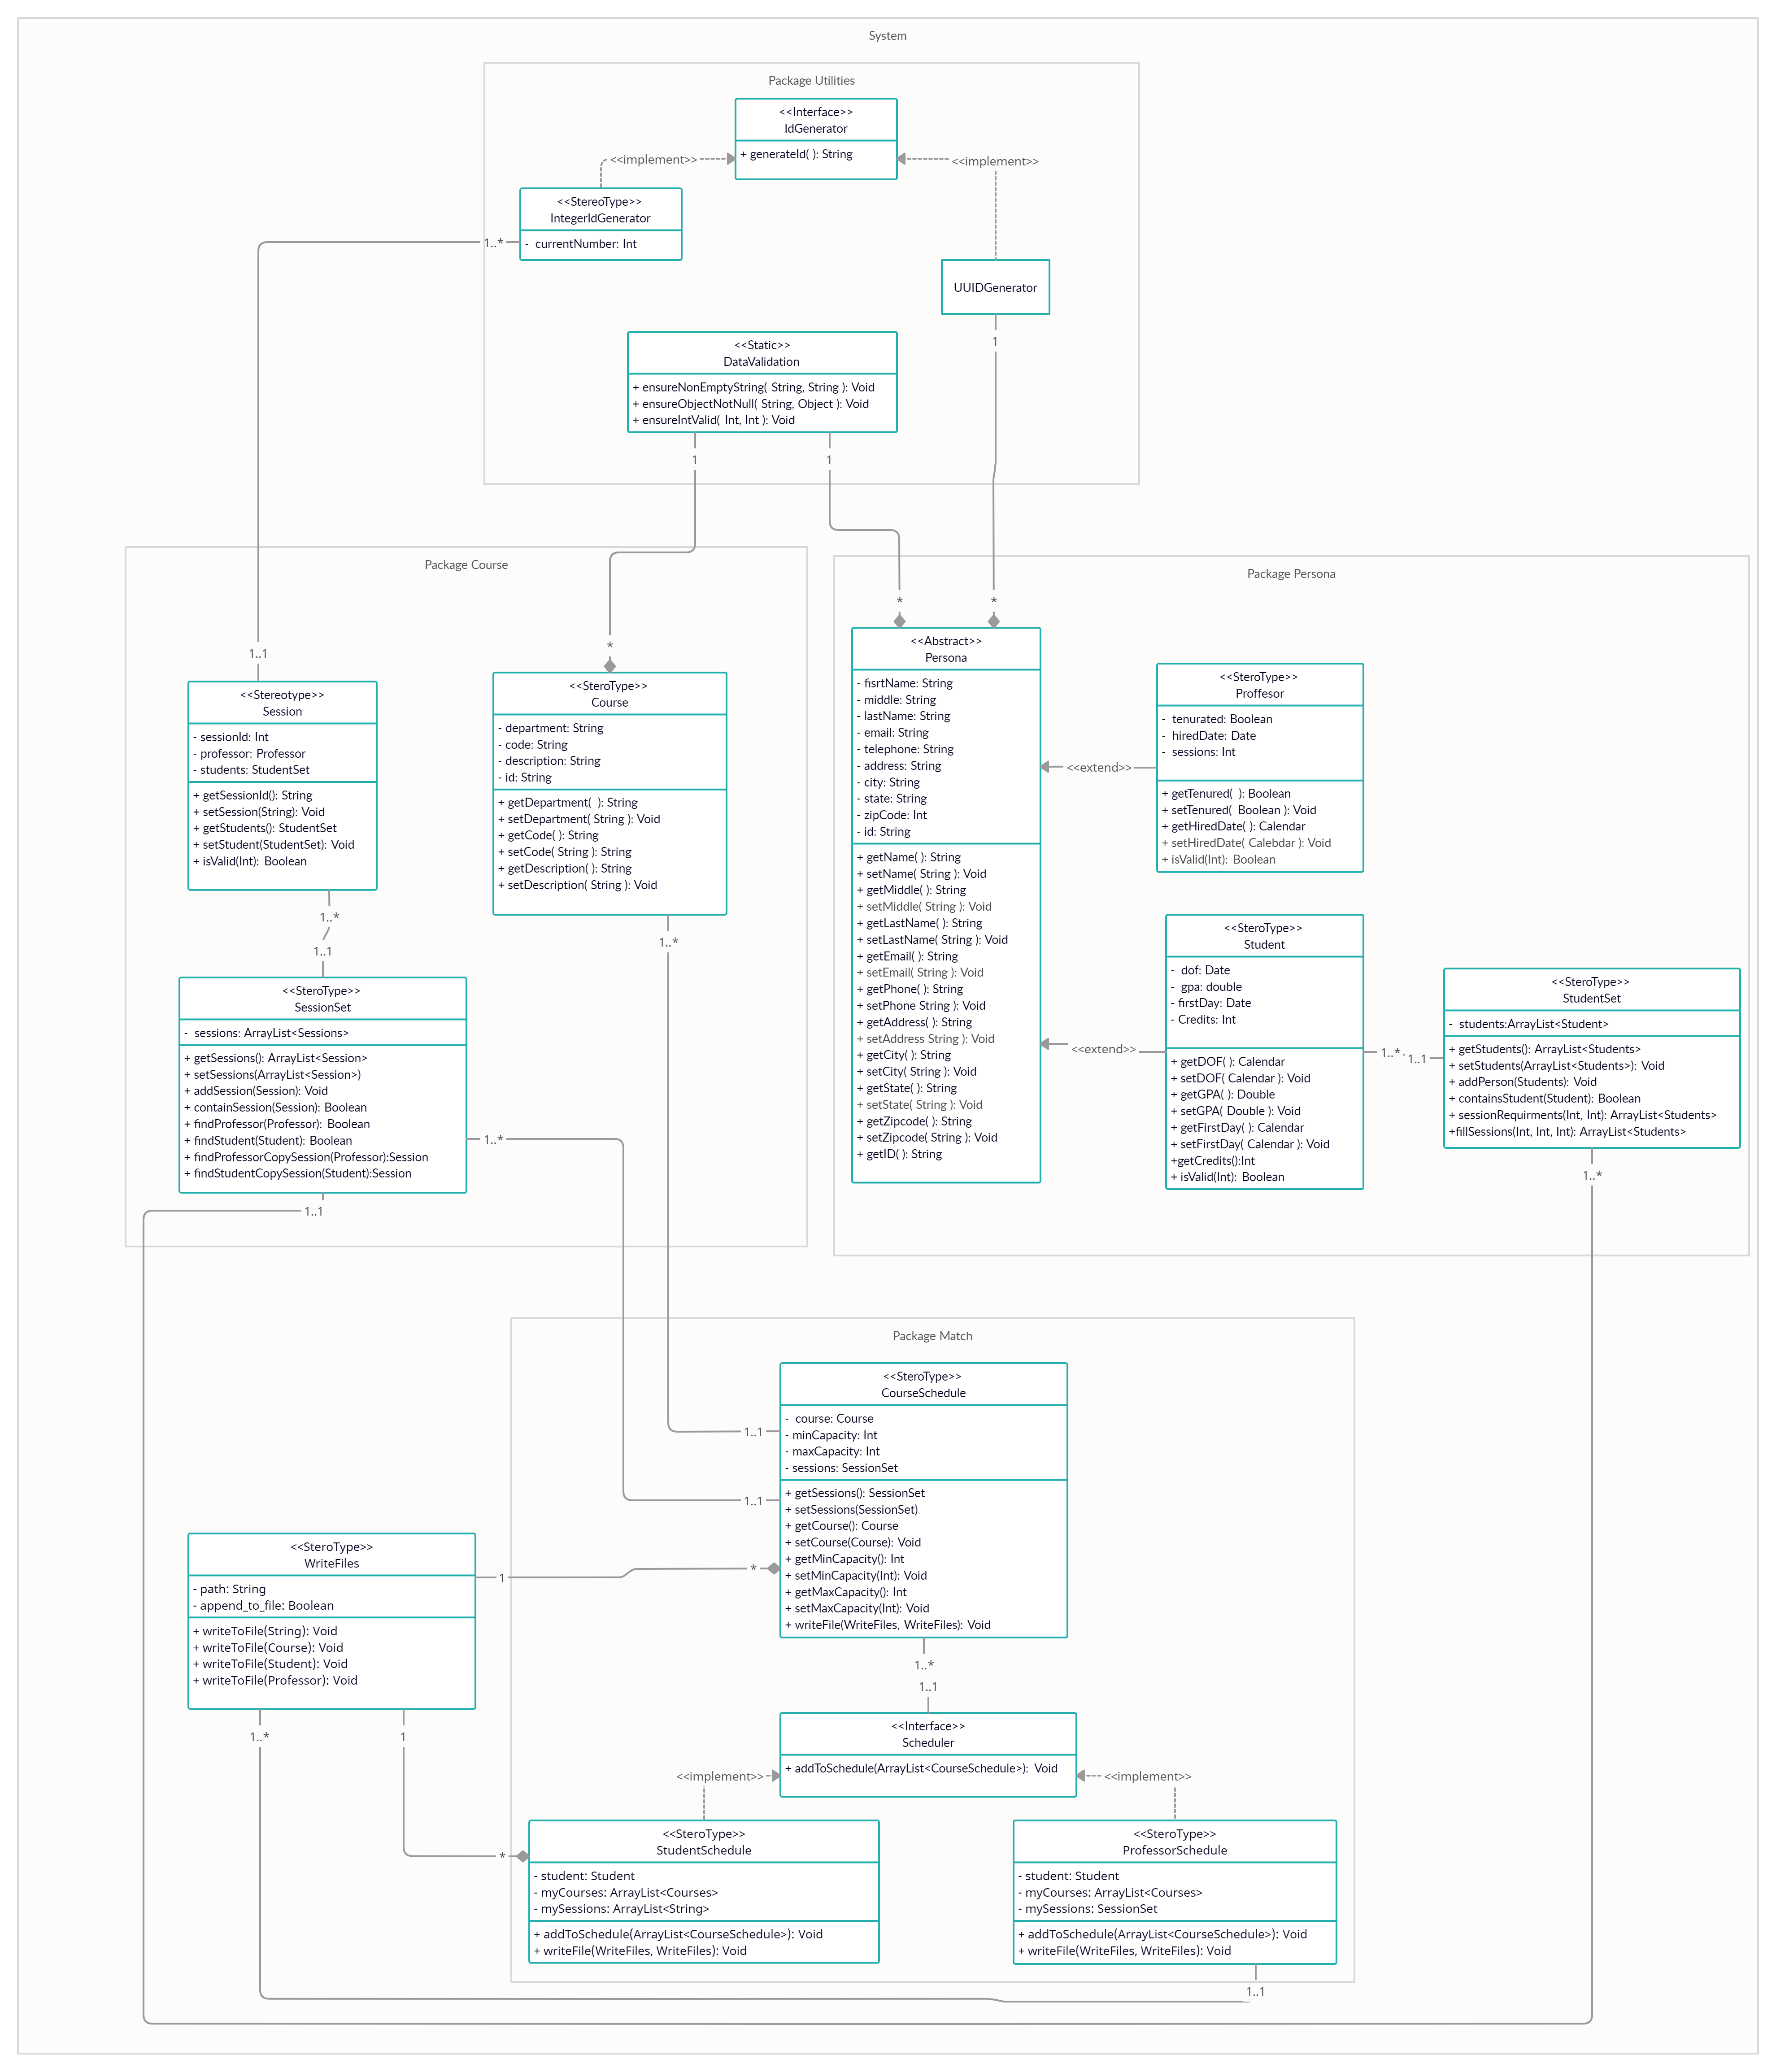 System
Package Utilities
<<Interface>>
IdGenerator
+ generateId( ): String
<<implement>>
<<implement>>
<<StereoType>>
IntegerIdGenerator
-  currentNumber: Int
1..*
UUIDGenerator
1
<<Static>>
DataValidation
+ ensureNonEmptyString( String, String ): Void
+ ensureObjectNotNull( String, Object ): Void
+ ensureIntValid( Int, Int ): Void
1
1
Package Course
1..1
*
<<Stereotype>>
Session
- sessionId: Int
- professor: Professor
- students: StudentSet
+ getSessionId(): String
+ setSession(String): Void
+ getStudents(): StudentSet
+ setStudent(StudentSet): Void
+ isValid(Int): Boolean
1..*
1..1
<<SteroType>>
Course
- department: String
- code: String
- description: String
- id: String
+ getDepartment(  ): String
+ setDepartment( String ): Void
+ getCode( ): String
+ setCode( String ): String
+ getDescription( ): String
+ setDescription( String ): Void
1..*
<<SteroType>>
SessionSet
-  sessions: ArrayList<Sessions>
+ getSessions(): ArrayList<Session>
+ setSessions(ArrayList<Session>)
+ addSession(Session): Void
+ containSession(Session): Boolean
+ findProfessor(Professor): Boolean
+ findStudent(Student): Boolean
+ findProfessorCopySession(Professor):Session
+ findStudentCopySession(Student):Session
1..*
1..1
Package Persona
*
*
<<Abstract>>
Persona
- fisrtName: String
- middle: String
- lastName: String
- email: String
- telephone: String
- address: String
- city: String
- state: String
- zipCode: Int
- id: String
+ getName( ): String
+ setName( String ): Void
+ getMiddle( ): String
+ setMiddle( String ): Void
+ getLastName( ): String
+ setLastName( String ): Void
+ getEmail( ): String
+ setEmail( String ): Void
+ getPhone( ): String
+ setPhone String ): Void
+ getAddress( ): String
+ setAddress String ): Void
+ getCity( ): String
+ setCity( String ): Void
+ getState( ): String
+ setState( String ): Void
+ getZipcode( ): String
+ setZipcode( String ): Void
+ getID( ): String
<<extend>>
<<SteroType>>
Proffesor
-  tenurated: Boolean
-  hiredDate: Date
-  sessions: Int
+ getTenured(  ): Boolean
+ setTenured(  Boolean ): Void
+ getHiredDate( ): Calendar
+ setHiredDate( Calebdar ): Void
+ isValid(Int): Boolean
<<extend>>
<<SteroType>>
Student
-  dof: Date
-  gpa: double
- firstDay: Date
- Credits: Int
+ getDOF( ): Calendar
+ setDOF( Calendar ): Void
+ getGPA( ): Double
+ setGPA( Double ): Void
+ getFirstDay( ): Calendar
+ setFirstDay( Calendar ): Void
+getCredits():Int
+ isValid(Int): Boolean
1..*
1..1
<<SteroType>>
StudentSet
-  students:ArrayList<Student>
+ getStudents(): ArrayList<Students>
+ setStudents(ArrayList<Students>): Void
+ addPerson(Students): Void
+ containsStudent(Student): Boolean
+ sessionRequirments(Int, Int): ArrayList<Students>
+fillSessions(Int, Int, Int): ArrayList<Students>
1..*
Package Match
<<SteroType>>
CourseSchedule
-  course: Course
- minCapacity: Int
- maxCapacity: Int
- sessions: SessionSet
+ getSessions(): SessionSet
+ setSessions(SessionSet)
+ getCourse(): Course
+ setCourse(Course): Void
+ getMinCapacity(): Int
+ setMinCapacity(Int): Void
+ getMaxCapacity(): Int
+ setMaxCapacity(Int): Void
+ writeFile(WriteFiles, WriteFiles): Void
1..1
1..1
*
1..*
1..1
<<SteroType>>
WriteFiles
- path: String
- append_to_file: Boolean
+ writeToFile(String): Void
+ writeToFile(Course): Void
+ writeToFile(Student): Void
+ writeToFile(Professor): Void
1
1..*
1
<<Interface>>
Scheduler
+ addToSchedule(ArrayList<CourseSchedule>): Void
<<implement>>
<<implement>>
*
<<SteroType>>
StudentSchedule
- student: Student
- myCourses: ArrayList<Courses>
- mySessions: ArrayList<String>
+ addToSchedule(ArrayList<CourseSchedule>): Void
+ writeFile(WriteFiles, WriteFiles): Void
<<SteroType>>
ProfessorSchedule
- student: Student
- myCourses: ArrayList<Courses>
- mySessions: SessionSet
+ addToSchedule(ArrayList<CourseSchedule>): Void
+ writeFile(WriteFiles, WriteFiles): Void
1..1